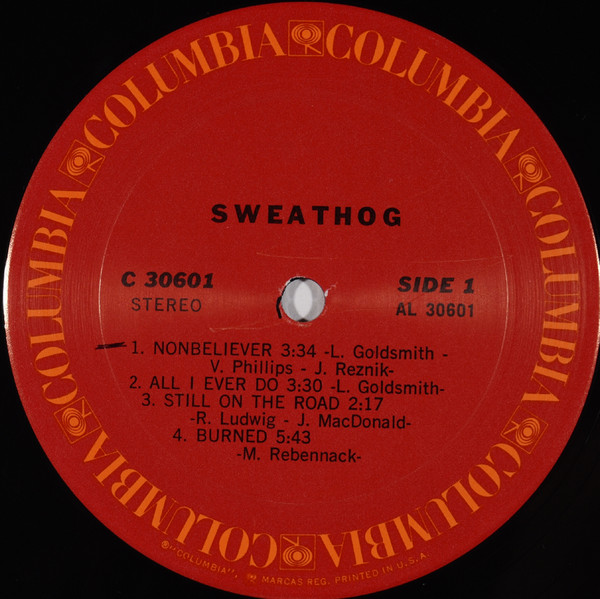 COLUMBIA COLUMBIA COLUMBIA COLUMBIA COLUMBIA COLUMBIA
SWEATHOG
C 30601
STEREO
SIDE 1
AL 30601
1. NONBELIEVER 3:34 -L. Goldsmith -
V. Phillips - J. Reznik-
2. ALL I EVER DO 3:30 -L. Goldsmith-
3. STILL ON THE ROAD 2:17
-R. Ludwig - J. MacDonald-
4. BURNED 5:43
-M. Rebennack-
®"COLUMBIA", MARCAS REG. PRINTED IN U.S.A.